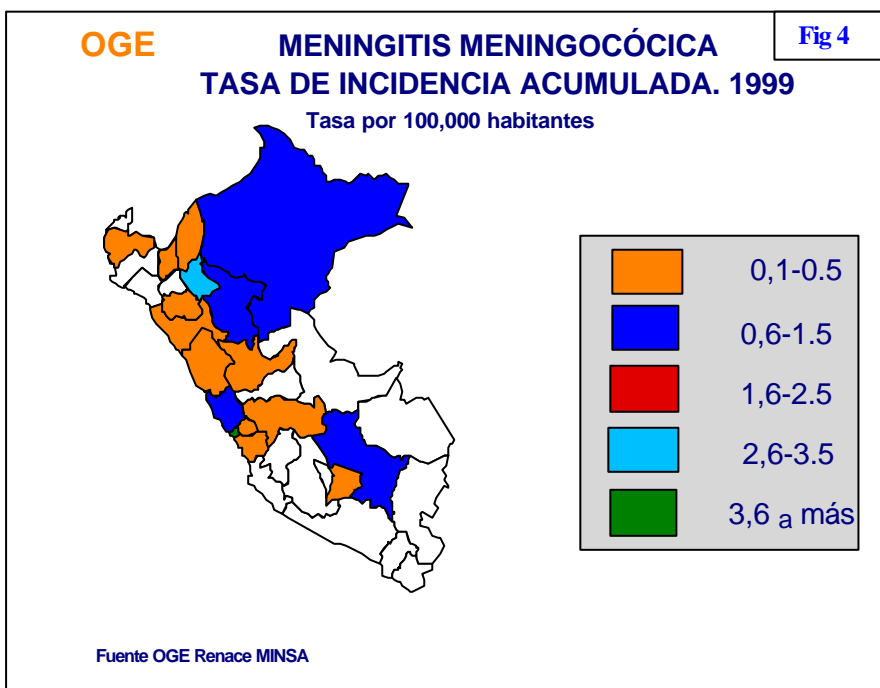 OGE
MENINGITIS MENINGOCÓCICA
Fig 4
TASA DE INCIDENCIA ACUMULADA. 1999
Tasa por 100,000 habitantes
0,1-0.5
0,6-1.5
1,6-2.5
2,6-3.5
3,6 a más
Fuente OGE Renace MINSA